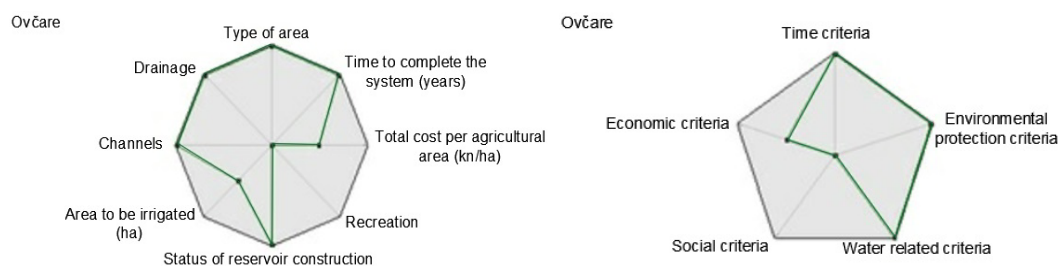 Ovčare
Type of area
Drainage
Time to complete the
system (years)
Channels
Total cost per agricultural
area (kn/ha)
Area to be irrigated
(ha)
Recreation
Status of reservoir construction
Ovčare
Time criteria
Economic criteria
Environmental
protection criteria
Social criteria
Water related criteria